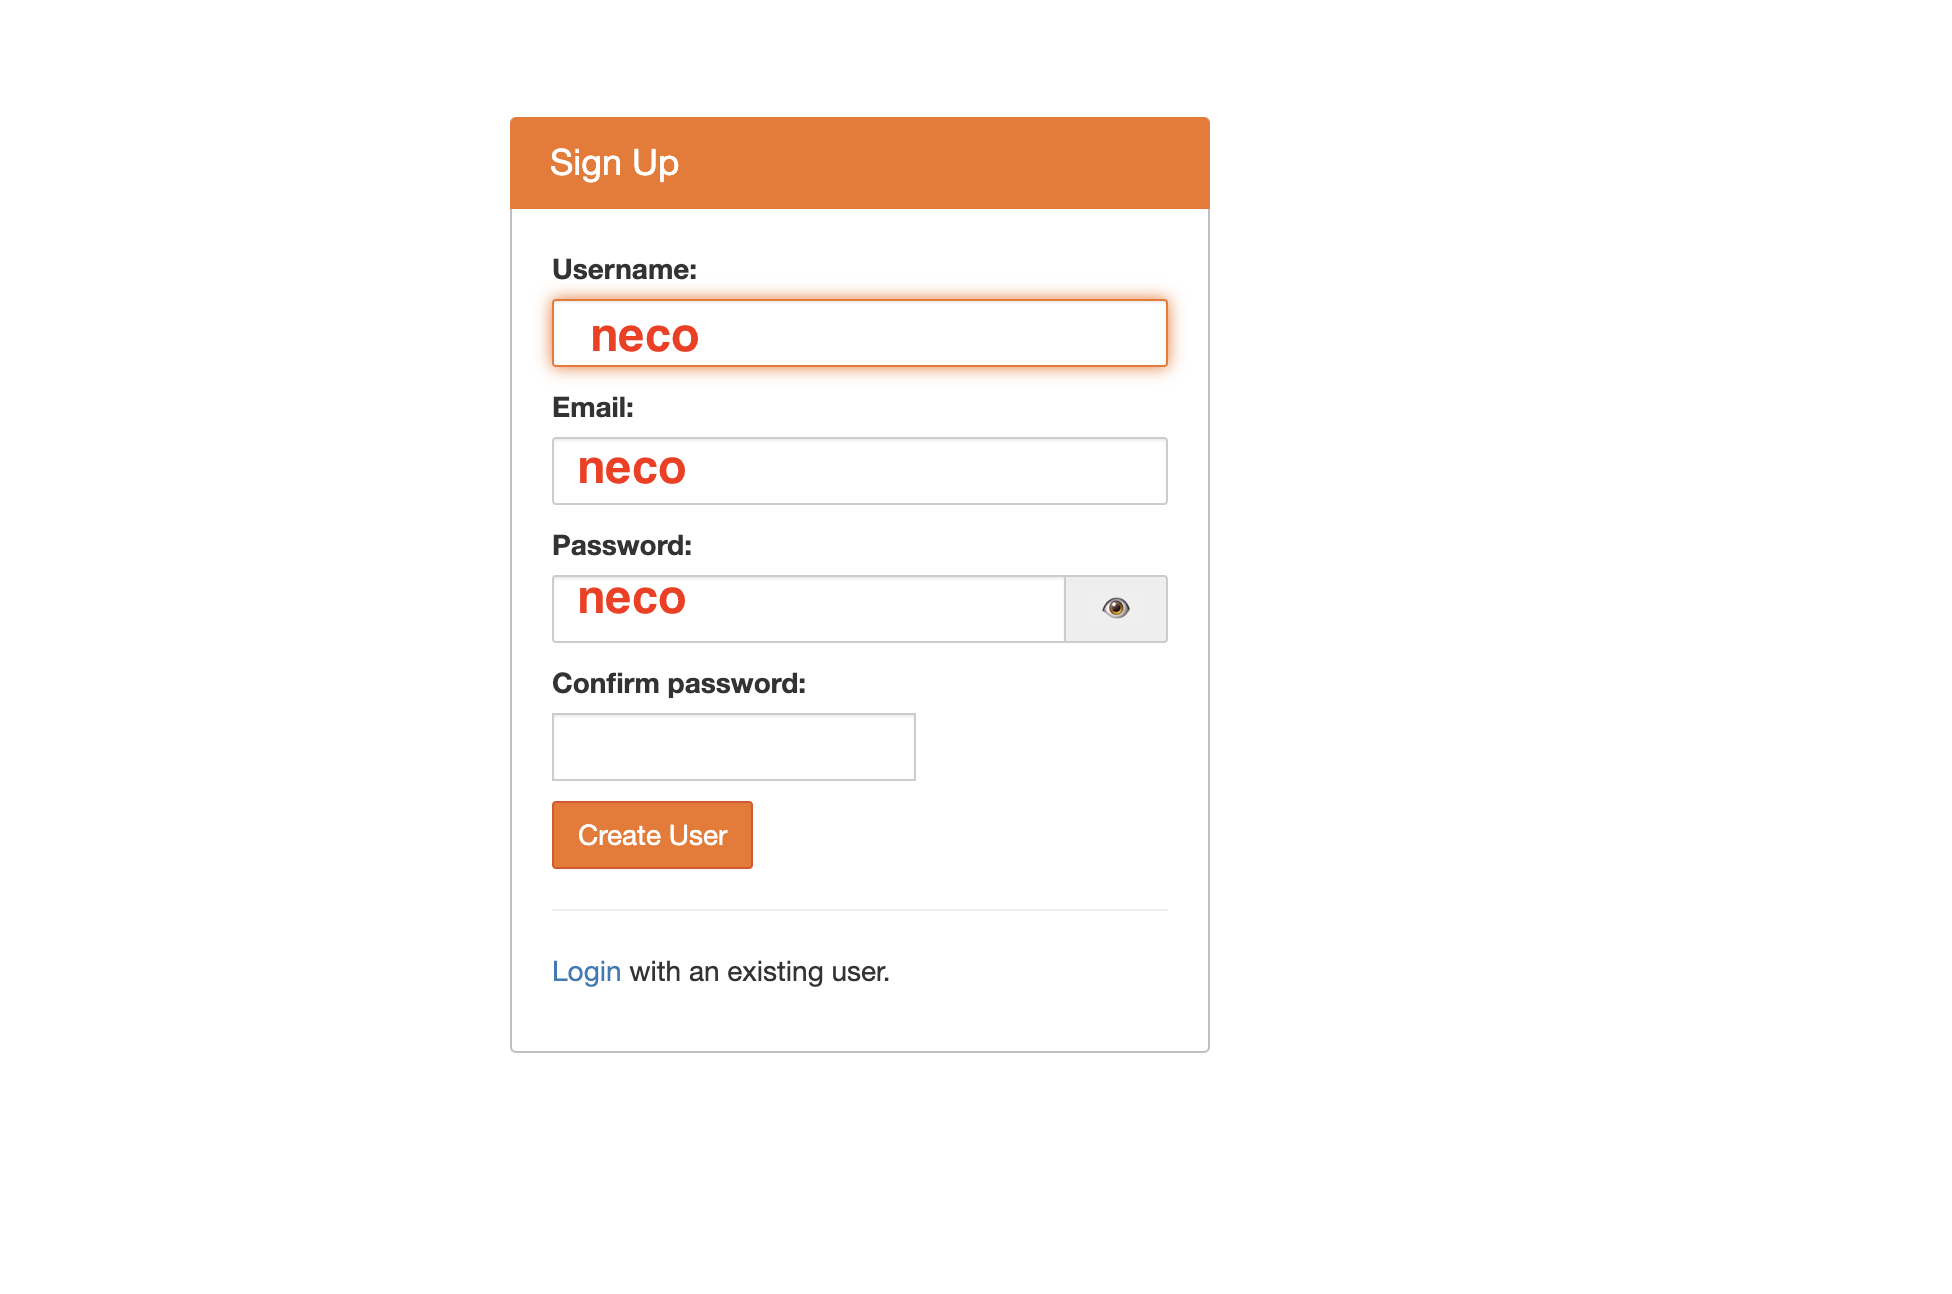 Sign Up
Username:
neco
Email:
neco
Password:
neco
Confirm password:
Create User
Login with an existing user.